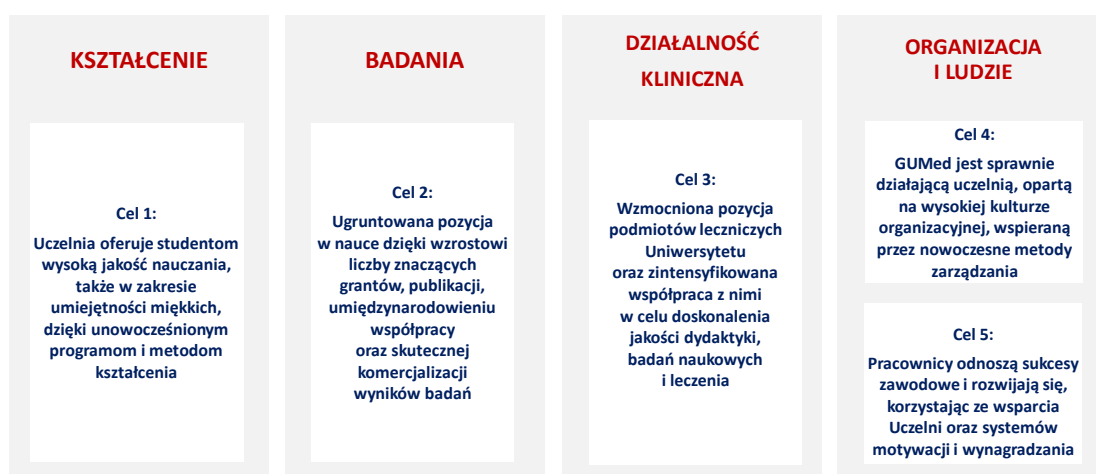 KSZTAŁCENIE
Cel 1:
Uczelnia oferuje studentom
wysoką jakość nauczania,
także w zakresie
umiejętności miękkich,
dzięki unowocześnionym
programom i metodom
kształcenia
BADANIA
Cel 2:
Ugruntowana pozycja
w nauce dzięki wzrostowi
liczby znaczących
grantów, publikacji,
umiędzynarodowieniu
współpracy
oraz skutecznej
komercjalizacji
wyników badań
DZIAŁALNOŚĆ
KLINICZNA
Cel 3:
Wzmocniona pozycja
podmiotów leczniczych
Uniwersytetu
oraz zintensyfikowana
współpraca z nimi
w celu doskonalenia
jakości dydaktyki,
badań naukowych
i leczenia
ORGANIZACJA
I LUDZIE
Cel 4:
GUMed jest sprawnie
działającą uczelnią, opartą
na wysokiej kulturze
organizacyjnej, wspieraną
przez nowoczesne metody
zarządzania
Cel 5:
Pracownicy odnoszą sukcesy
zawodowe i rozwijają się,
korzystając ze wsparcia
Uczelni oraz systemów
motywacji i wynagradzania